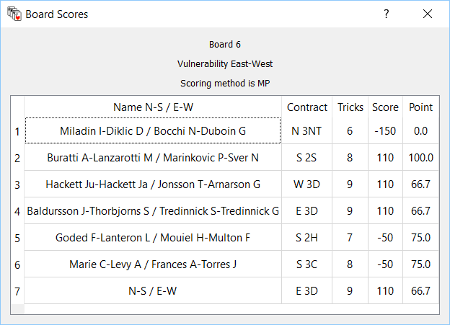 Board Scores
Board 6
Vulnerability East-West
Scoring method is MP
Name N-S / E-W Contract Tricks Score Point
1 Miladin I-Diklic D / Bocchi N-Duboin G N 3NT 6 -150 0.0
2 Buratti A-Lanzarotti M / Marinkovic P-Sver N S 2S 8 110 100.0
3 Hackett Ju-Hackett Ja / Jonsson T-Arnarson G W 3D 9 110 66.7
4 Baldursson J-Thorbjorns S / Tredinnick S-Tredinnick G E 3D 9 110 66.7
5 Goded F-Lanteron L / Mouiel H-Multon F S 2H 7 -50 75.0
6 Marie C-Levy A / Frances A-Torres J S 3C 8 -50 75.0
7 N-S / E-W E 3D 9 110 66.7